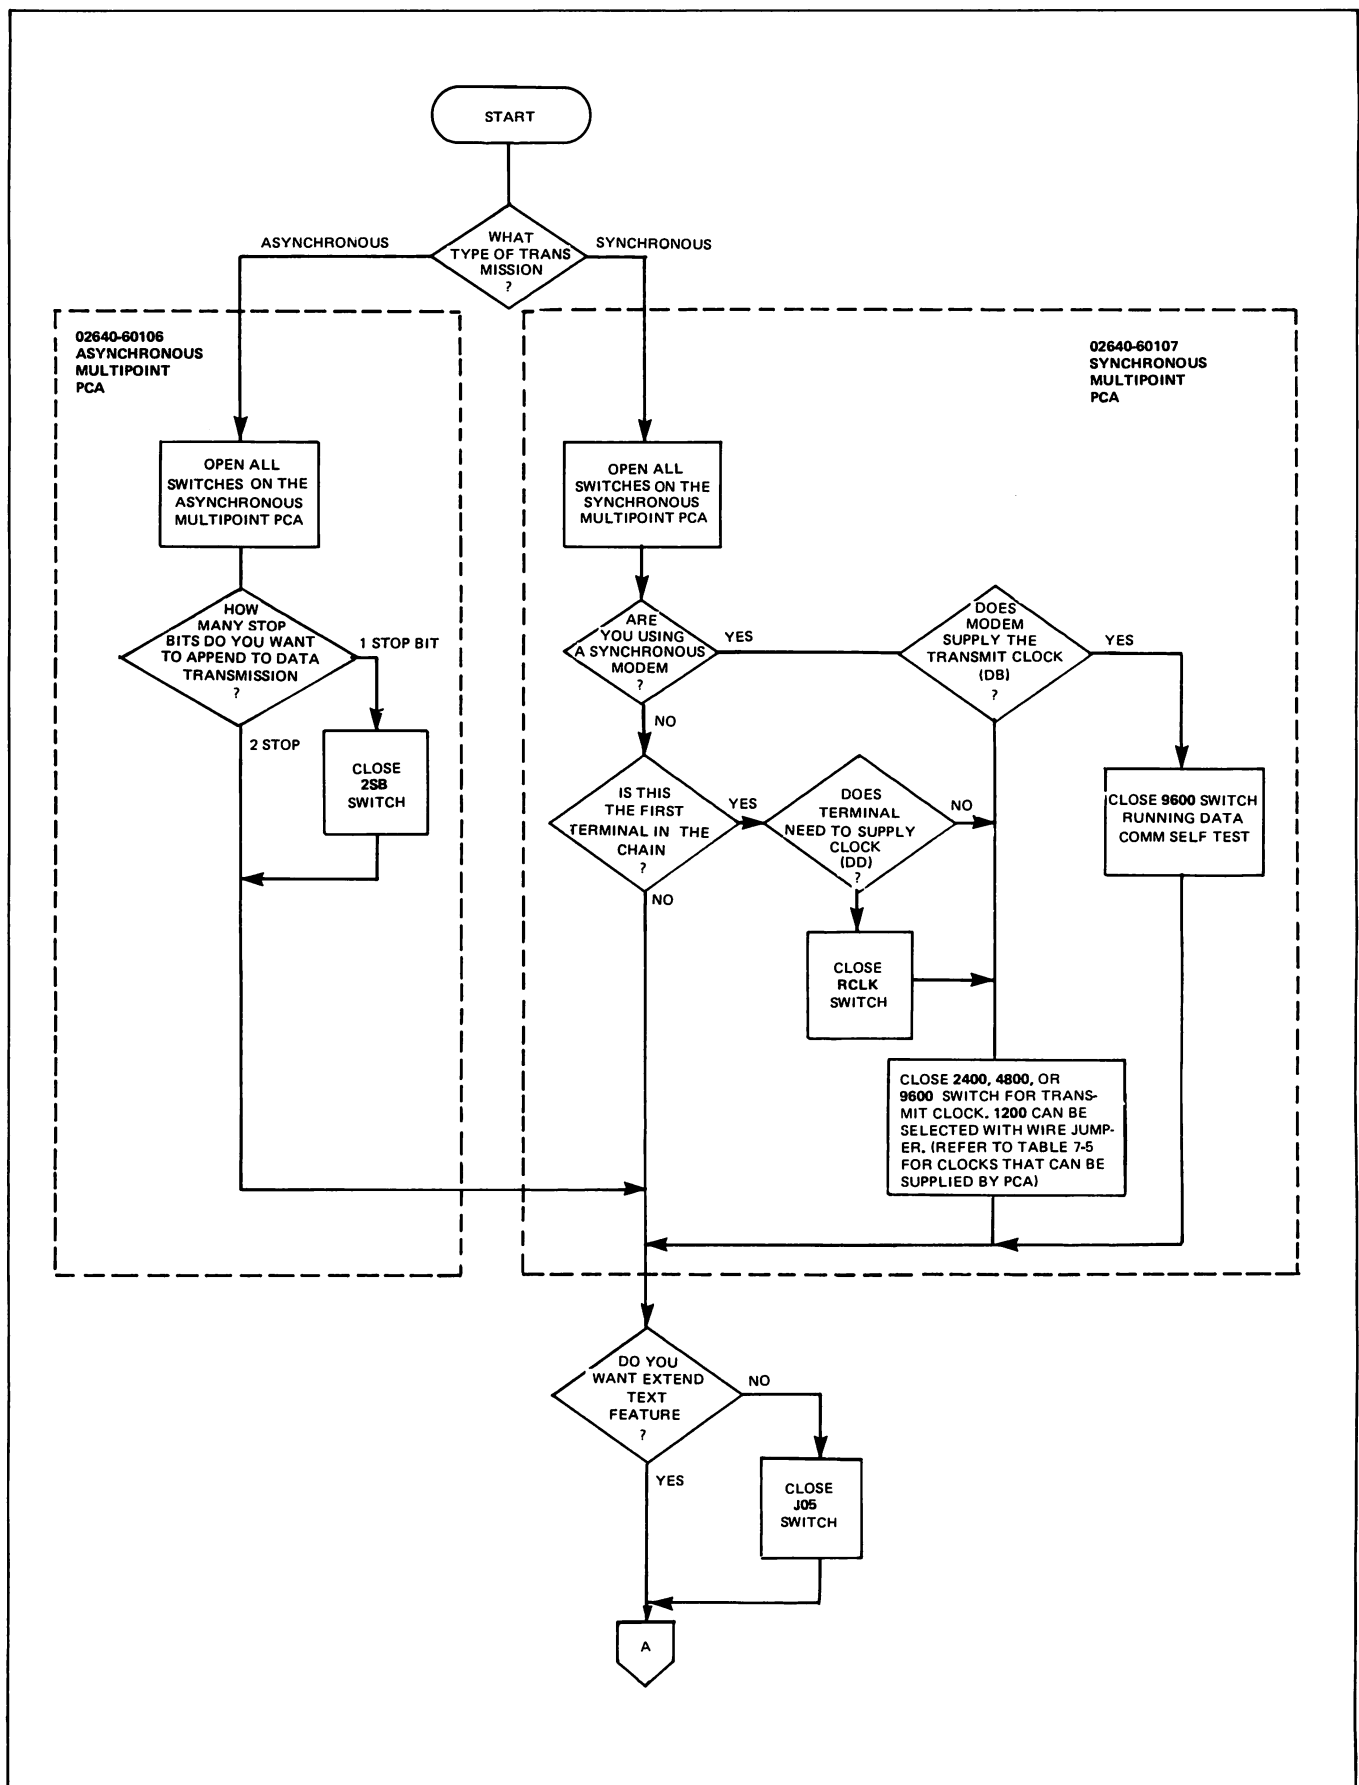 START
WHAT
TYPE OF TRANS
MISSION
?
ASYNCHRONOUS
SYNCHRONOUS
02640-60106
ASYNCHRONOUS
MULTIPOINT
PCA
OPEN ALL
SWITCHES ON THE
ASYNCHRONOUS
MULTIPOINT PCA
HOW
MANY STOP
BITS DO YOU WANT
TO APPEND TO DATA
TRANSMISSION
?
1 STOP BIT
2 STOP
CLOSE
2SB
SWITCH
02640-60107
SYNCHRONOUS
MULTIPOINT
PCA
OPEN ALL
SWITCHES ON THE
SYNCHRONOUS
MULTIPOINT PCA
ARE
YOU USING
A SYNCHRONOUS
MODEM
?
YES
NO
DOES
MODEM
SUPPLY THE
TRANSMIT CLOCK
(DB)
?
YES
CLOSE 9600 SWITCH
RUNNING DATA
COMM SELF TEST
IS THIS
THE FIRST
TERMINAL IN THE
CHAIN
?
YES
NO
DOES
TERMINAL
NEED TO SUPPLY
CLOCK
(DD)
?
NO
CLOSE
RCLK
SWITCH
CLOSE 2400, 4800, OR
9600 SWITCH FOR TRANS-
MIT CLOCK. 1200 CAN BE
SELECTED WITH WIRE JUMP-
ER. (REFER TO TABLE 7-5
FOR CLOCKS THAT CAN BE
SUPPLIED BY PCA)
DO YOU
WANT EXTEND
TEXT
FEATURE
?
NO
YES
CLOSE
J05
SWITCH
A